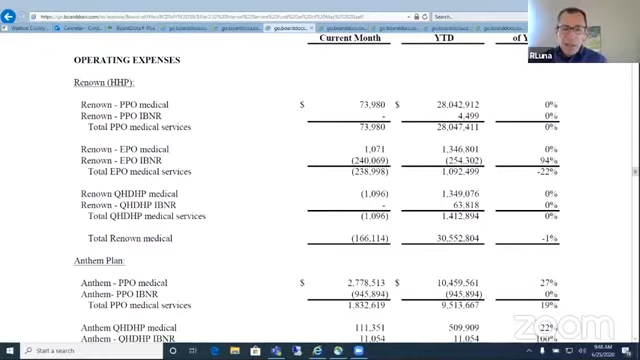 go.boarddocs.com
RLuna
Current Month YTD of Y
OPERATING EXPENSES
Renown (HHP):
Renown - PPO medical $ 73,980 $ 28,042,912 0%
Renown - PPO IBNR - 4,499 0%
Total PPO medical services 73,980 28,047,411 0%
Renown - EPO medical 1,071 1,346,801 0%
Renown - EPO IBNR (240,069) (254,302) 94%
Total EPO medical services (238,998) 1,092,499 -22%
Renown QHDHP medical (1,096) 1,349,076 0%
Renown - QHDHP IBNR - 63,818 0%
Total QHDHP medical services (1,096) 1,412,894 0%
Total Renown medical (166,114) 30,552,804 -1%
Anthem Plan:
Anthem - PPO medical $ 2,778,513 $ 10,459,561 27%
Anthem- PPO IBNR (945,894) (945,894) 0%
Total PPO medical services 1,832,619 9,513,667 19%
Anthem QHDHP medical 111,351 509,909 22%
Anthem - QHDHP IBNR 11,054 11,054 100%
zoom
Start a search
9:48 AM
6/25/2020